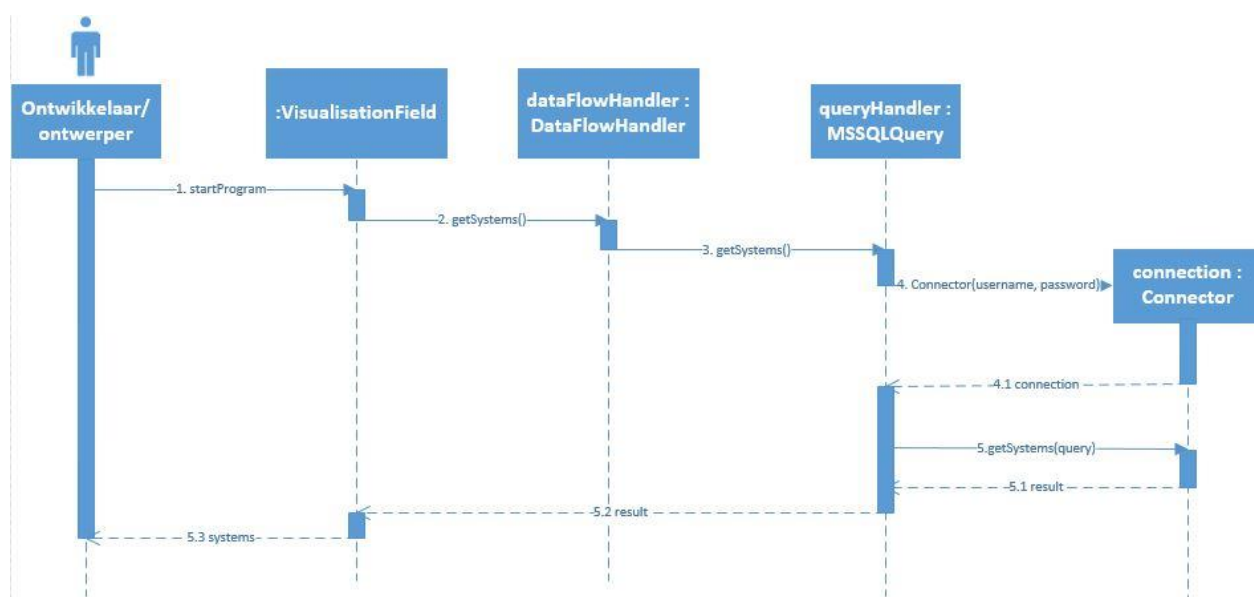 Ontwikkelaar/
ontwerper
:VisualisationField
dataFlowHandler :
DataFlowHandler
queryHandler :
MSSQLQuery
1. startProgram
2. getSystems()
3. getSystems()
connection :
Connector
4. Connector(username, password)
4.1 connection
5.getSystems(query)
5.1 result
5.2 result
5.3 systems